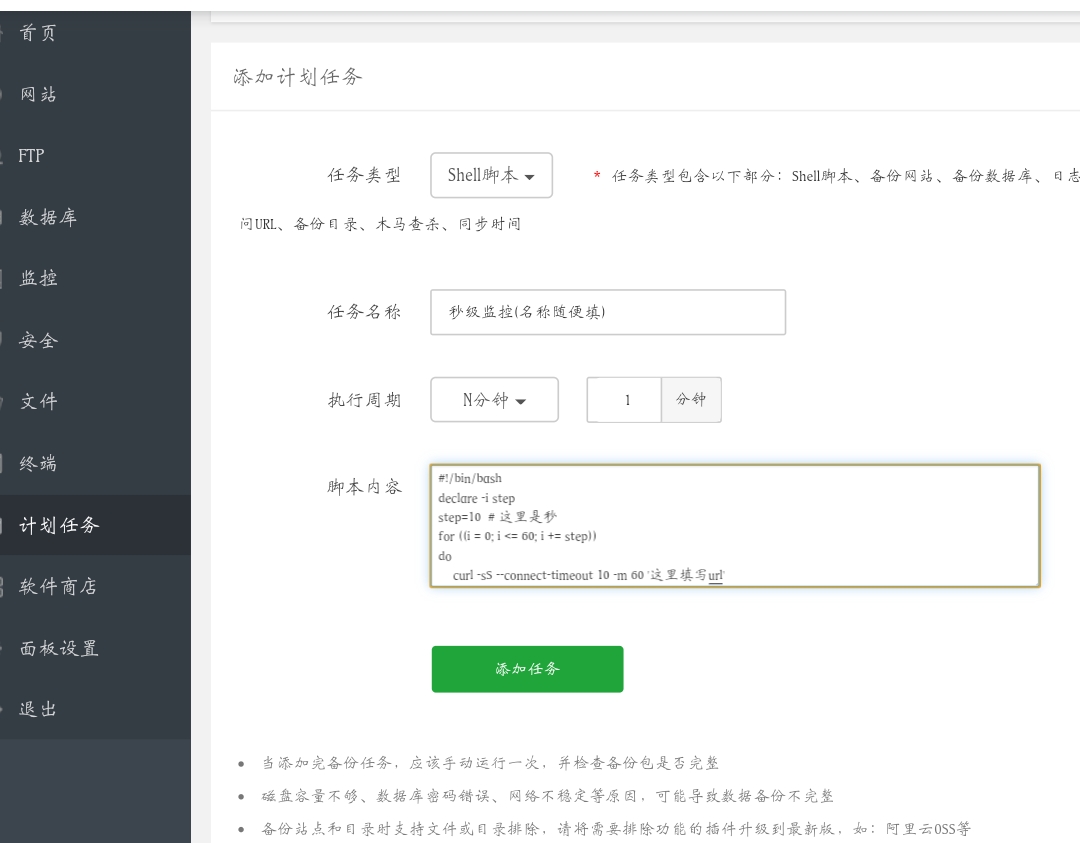 首页
网站
FTP
数据库
监控
安全
文件
终端
计划任务
软件商店
面板设置
退出
添加计划任务
任务类型
Shell脚本
* 任务类型包含以下部分：Shell脚本、备份网站、备份数据库、日志
问URL、备份目录、木马查杀、同步时间
任务名称
秒级监控(名称随便填)
执行周期
N分钟
1
分钟
脚本内容
#!/bin/bash
declare -i step
step=10 # 这里是秒
for ((i = 0; i <= 60; i += step))
do
curl -sS --connect-timeout 10 -m 60 '这里填写url'
添加任务
当添加完备份任务，应该手动运行一次，并检查备份包是否完整
磁盘容量不够、数据库密码错误、网络不稳定等原因，可能导致数据备份不完整
备份站点和目录时支持文件或目录排除，请将需要排除功能的插件升级到最新版，如：阿里云OSS等